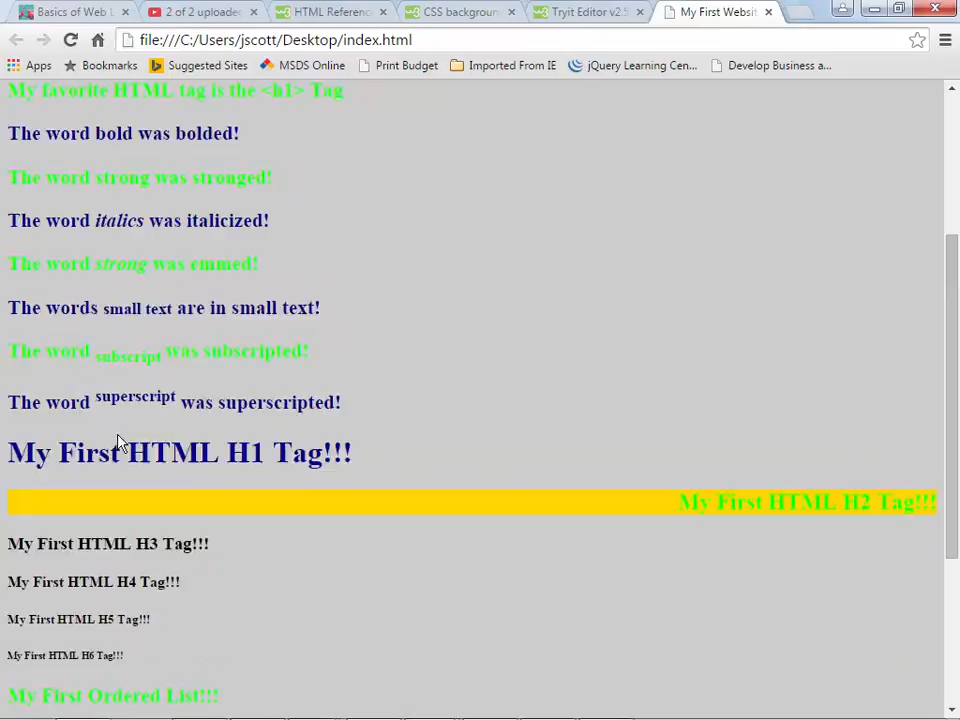 Basics of Web
2 of 2 uploade
HTML Referenc
CSS backgroun
Tryit Editor v2.
My First Websit
file:///C:/Users/jscott/Desktop/index.html
Apps Bookmarks Suggested Sites MSDS Online Print Budget Imported From IE jQuery Learning Cen... Develop Business a...
My favorite HTML tag is the <h1> Tag
The word bold was bolded!
The word strong was stronged!
The word italics was italicized!
The word strong was emmed!
The words small text are in small text!
The word subscript was subscripted!
The word superscript was superscripted!
My First HTML H1 Tag!!!
My First HTML H2 Tag!!!
My First HTML H3 Tag!!!
My First HTML H4 Tag!!!
My First HTML H5 Tag!!!
My First HTML H6 Tag!!!
My First Ordered List!!!